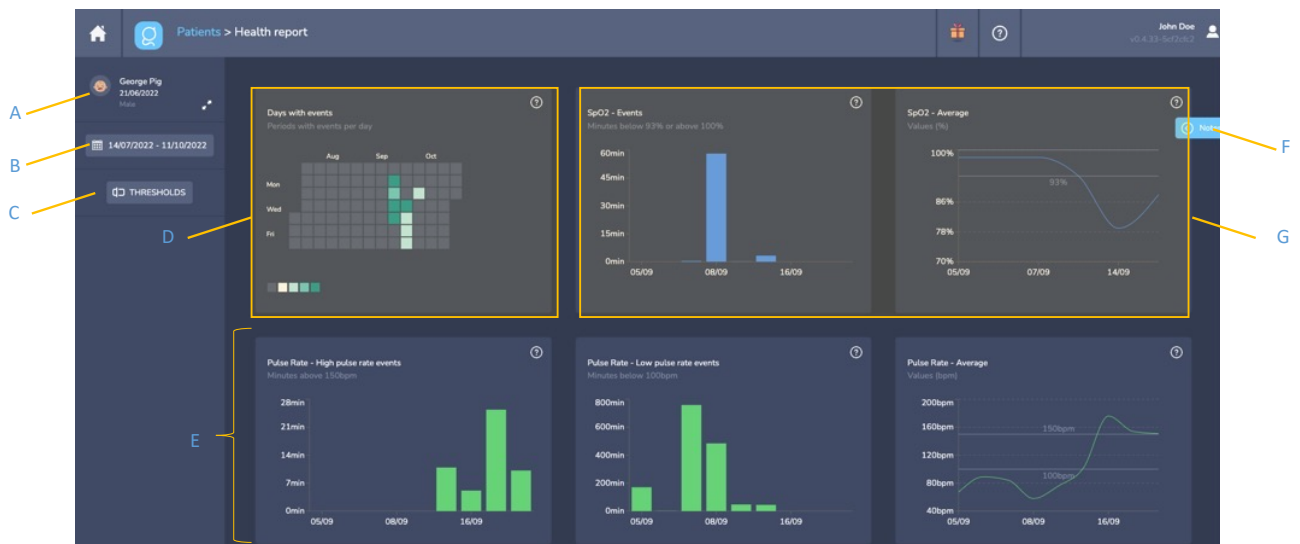 Patients > Health report
John Doe
George Pig
21/06/2022
Male
14/07/2022 - 11/10/2022
THRESHOLDS
A
B
C
D
E
F
G
Days with events
Periods with events per day
Aug Sep Oct
Mon
Wed
Fri
SpO2 - Events
Minutes below 93% or above 100%
60min
45min
30min
15min
0min
05/09 08/09 16/09
SpO2 - Average
Values (%)
100%
93%
86%
78%
70%
05/09 07/09 14/09
Pulse Rate - High pulse rate events
Minutes above 150bpm
28min
21min
14min
7min
0min
05/09 08/09 16/09
Pulse Rate - Low pulse rate events
Minutes below 100bpm
800min
600min
400min
200min
0min
05/09 08/09 16/09
Pulse Rate - Average
Values (bpm)
200bpm
160bpm
150bpm
120bpm
100bpm
80bpm
40bpm
05/09 08/09 16/09